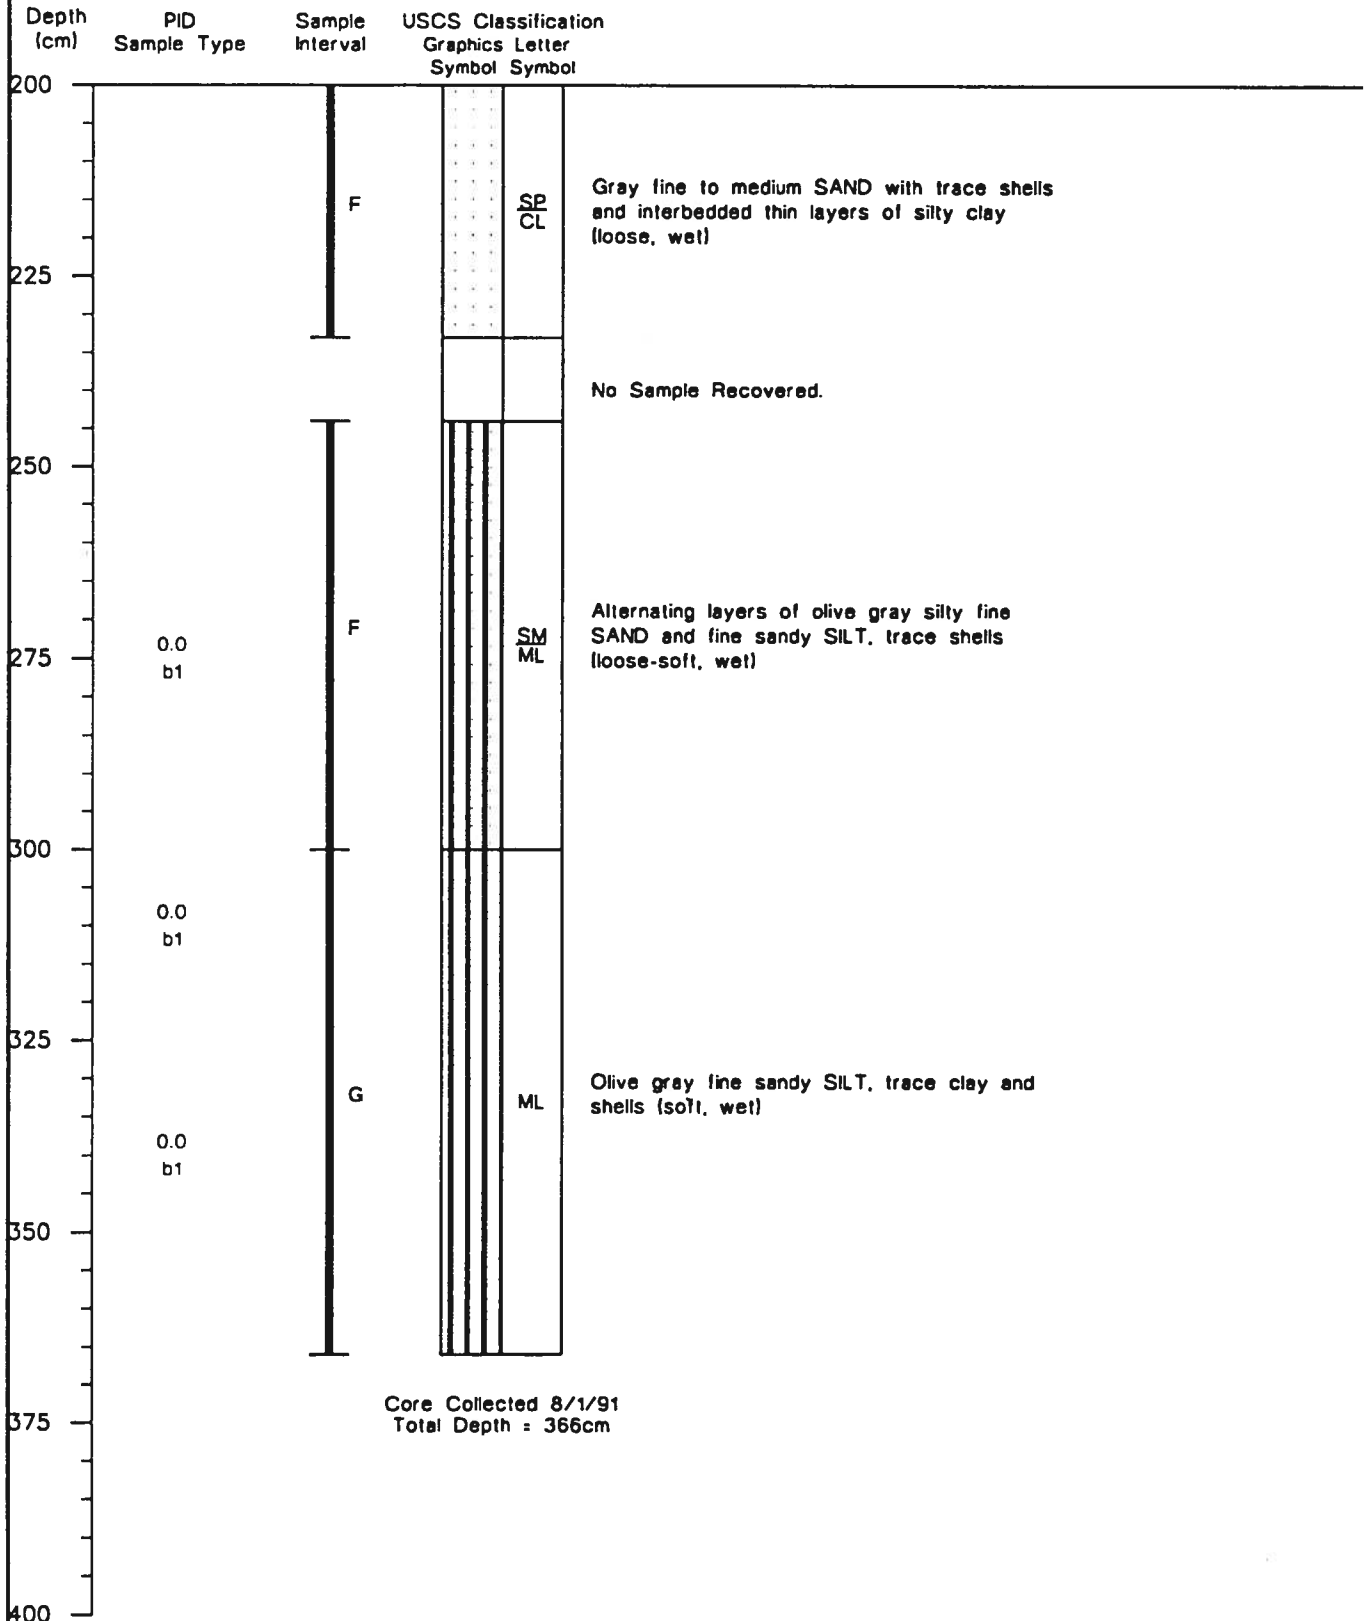 Depth
(cm)
PID
Sample Type
Sample
Interval
USCS Classification
Graphics Letter
Symbol Symbol
200
F
SP
CL
Gray fine to medium SAND with trace shells
and interbedded thin layers of silty clay
(loose, wet)
225
No Sample Recovered.
250
F
SM
ML
Alternating layers of olive gray silty fine
SAND and fine sandy SILT, trace shells
(loose-soft, wet)
0.0
b1
275
300
0.0
b1
325
G
ML
Olive gray fine sandy SILT, trace clay and
shells (soft, wet)
0.0
b1
350
Core Collected 8/1/91
Total Depth = 366cm
375
400